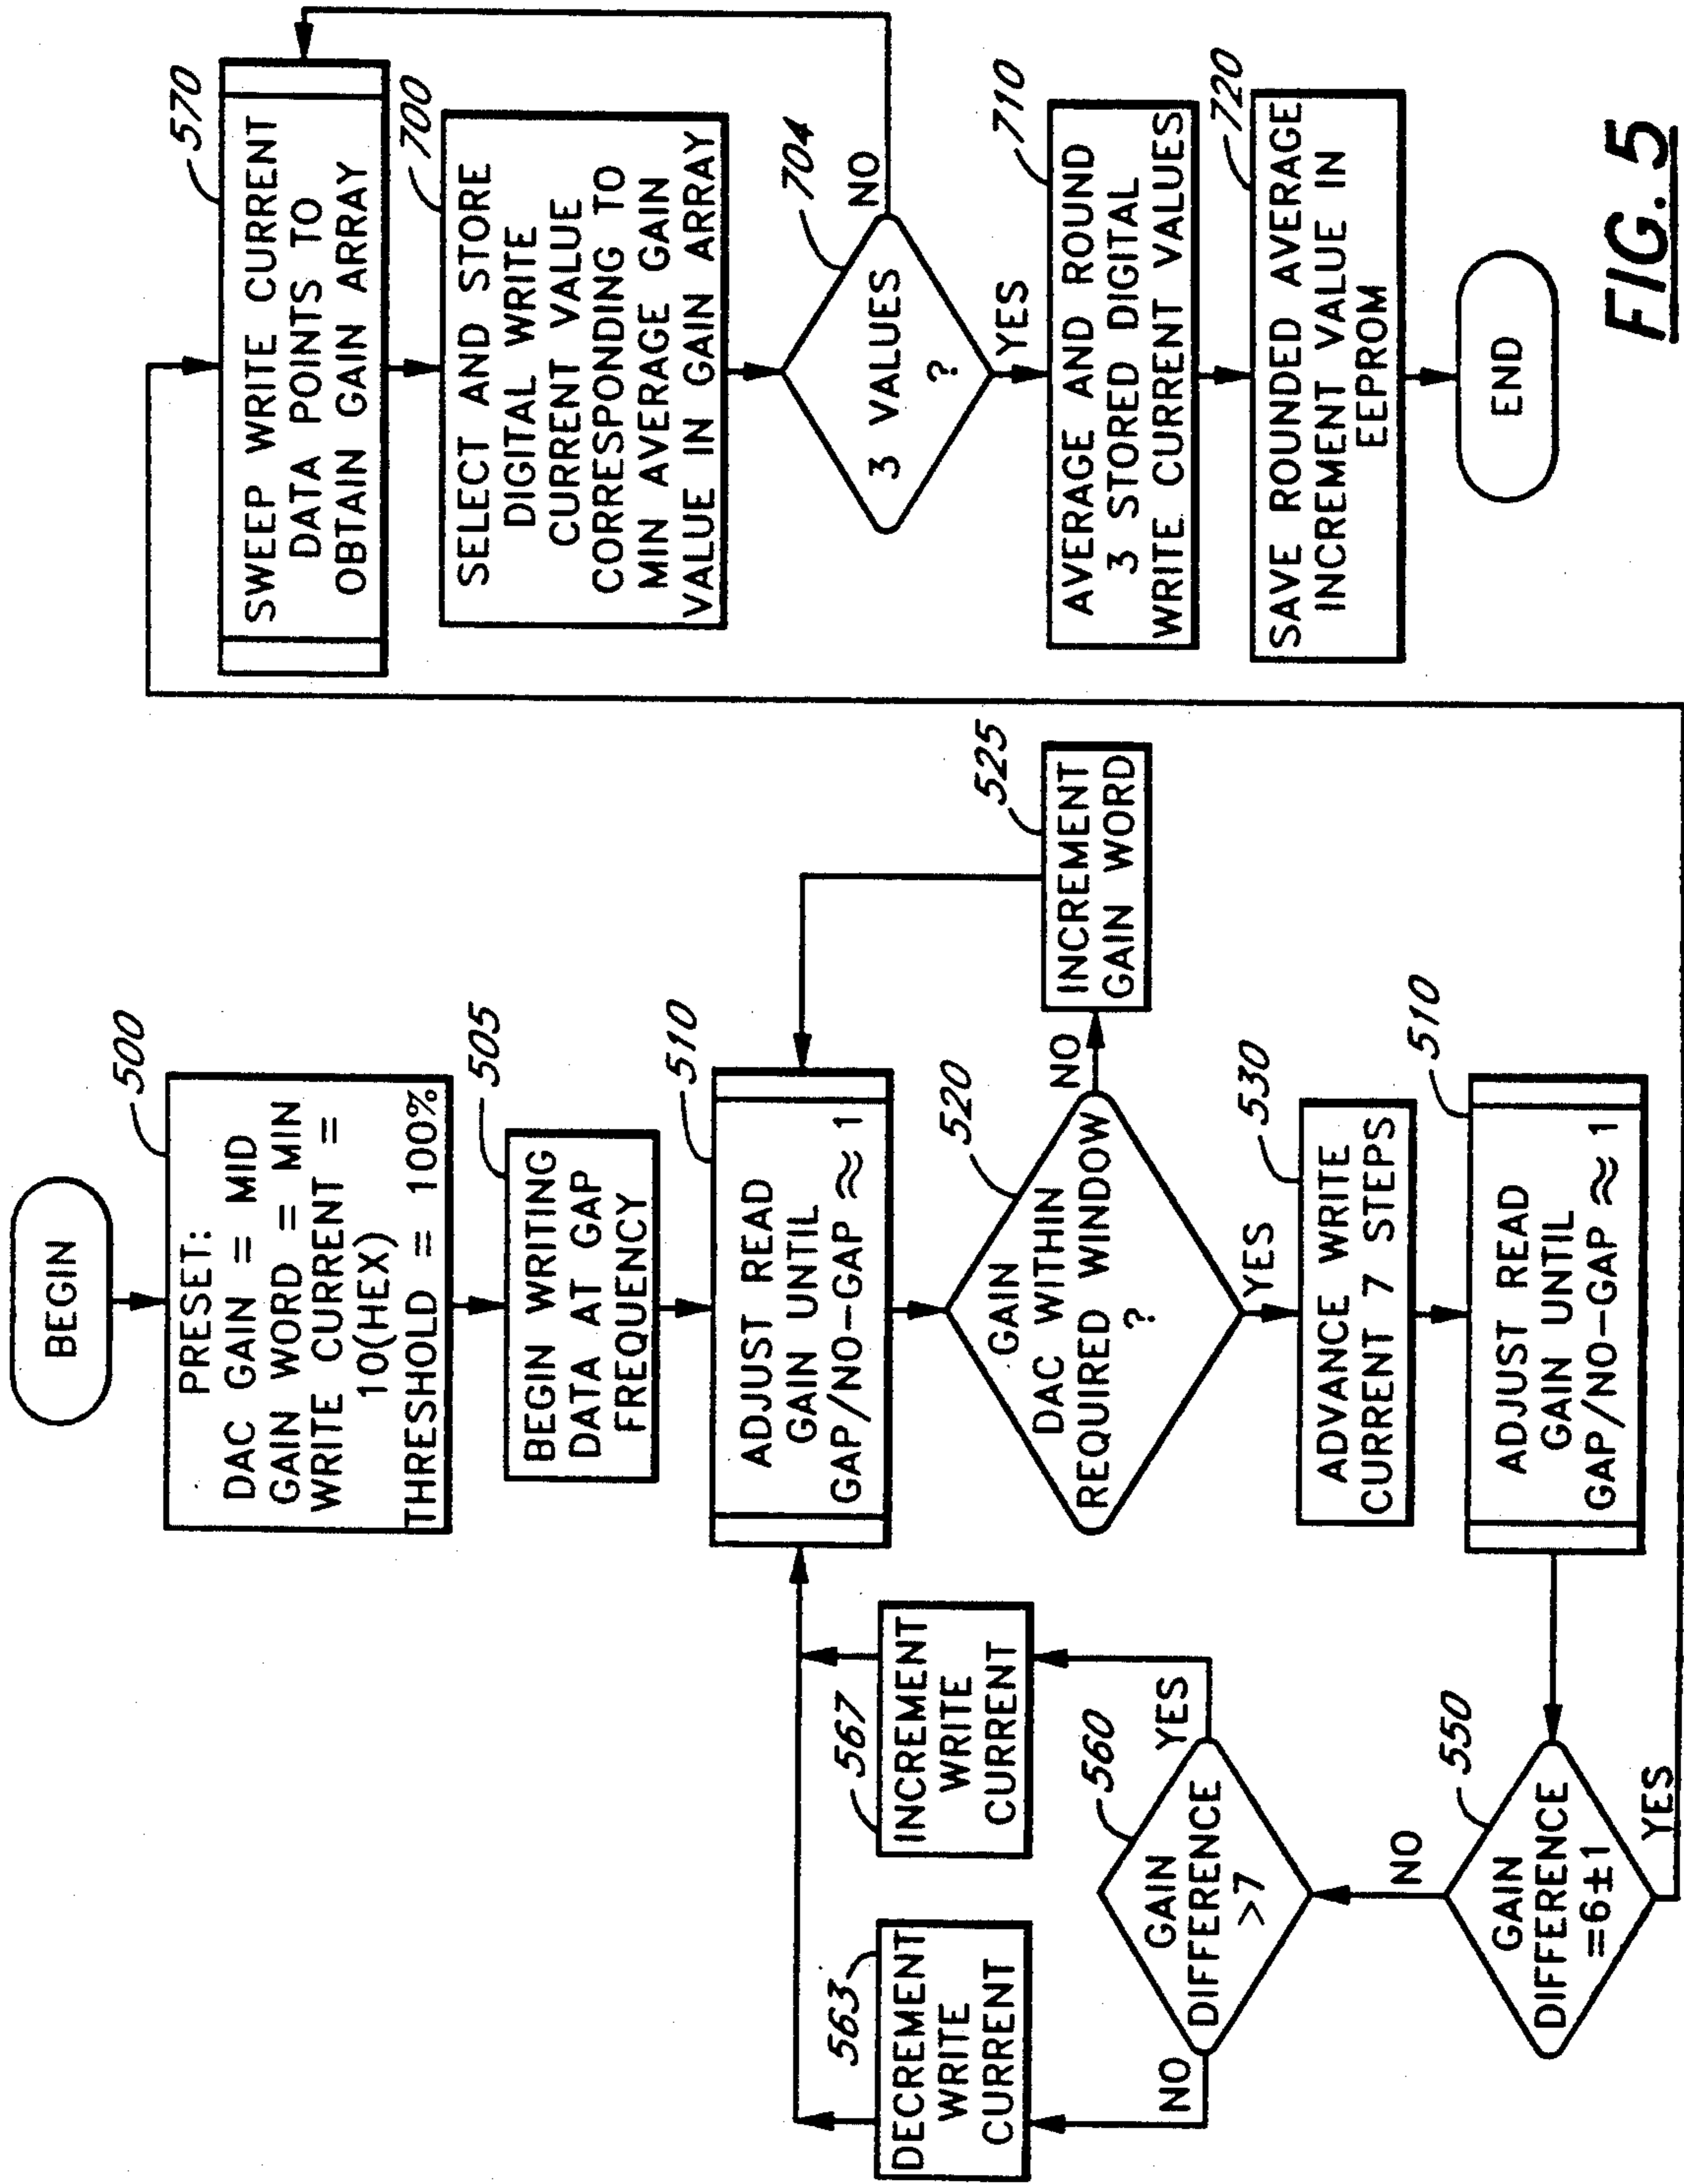 BEGIN
500
PRESET:
DAC GAIN = MID
GAIN WORD = MIN
WRITE CURRENT =
10(HEX)
THRESHOLD = 100%
505
BEGIN WRITING
DATA AT GAP
FREQUENCY
510
ADJUST READ
GAIN UNTIL
GAP/NO-GAP ≈ 1
520
GAIN
DAC WITHIN
REQUIRED WINDOW
?
NO
YES
525
INCREMENT
GAIN WORD
530
ADVANCE WRITE
CURRENT 7 STEPS
510
ADJUST READ
GAIN UNTIL
GAP/NO-GAP ≈ 1
550
GAIN
DIFFERENCE
=6±1
NO
YES
560
GAIN
DIFFERENCE
>7
NO
YES
563
DECREMENT
WRITE
CURRENT
567
INCREMENT
WRITE
CURRENT
570
SWEEP WRITE CURRENT
DATA POINTS TO
OBTAIN GAIN ARRAY
700
SELECT AND STORE
DIGITAL WRITE
CURRENT VALUE
CORRESPONDING TO
MIN AVERAGE GAIN
VALUE IN GAIN ARRAY
704
3 VALUES
?
NO
YES
710
AVERAGE AND ROUND
3 STORED DIGITAL
WRITE CURRENT VALUES
720
SAVE ROUNDED AVERAGE
INCREMENT VALUE IN
EEPROM
END
FIG. 5